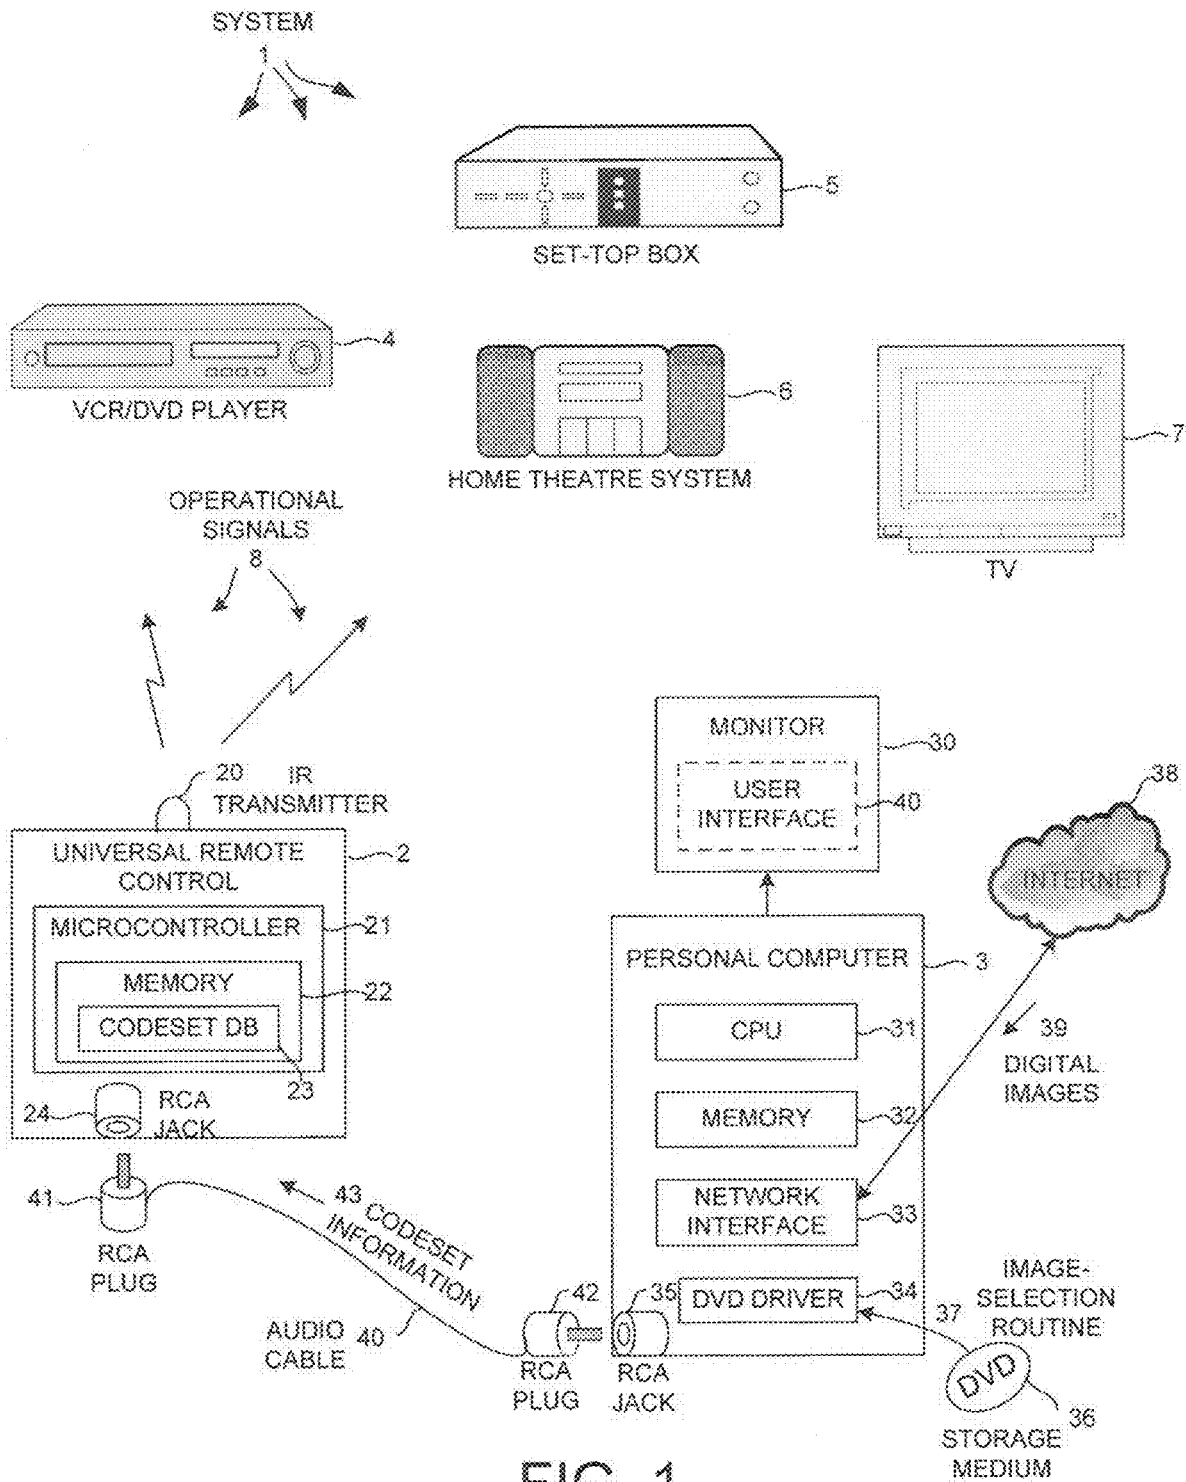 SYSTEM
1
5
SET-TOP BOX
4
VCR/DVD PLAYER
6
HOME THEATRE SYSTEM
7
TV
OPERATIONAL
SIGNALS
8
20
IR
TRANSMITTER
UNIVERSAL REMOTE
CONTROL
2
MICROCONTROLLER
21
MEMORY
22
CODESET DB
23
24
RCA
JACK
41
RCA
PLUG
43
CODESET
INFORMATION
AUDIO
CABLE
40
42
RCA
PLUG
MONITOR
30
USER
INTERFACE
40
38
INTERNET
PERSONAL COMPUTER
3
CPU
31
39
DIGITAL
IMAGES
MEMORY
32
NETWORK
INTERFACE
33
DVD DRIVER
34
35
RCA
JACK
IMAGE-
SELECTION
ROUTINE
37
DVD
36
STORAGE
MEDIUM
FIG. 1